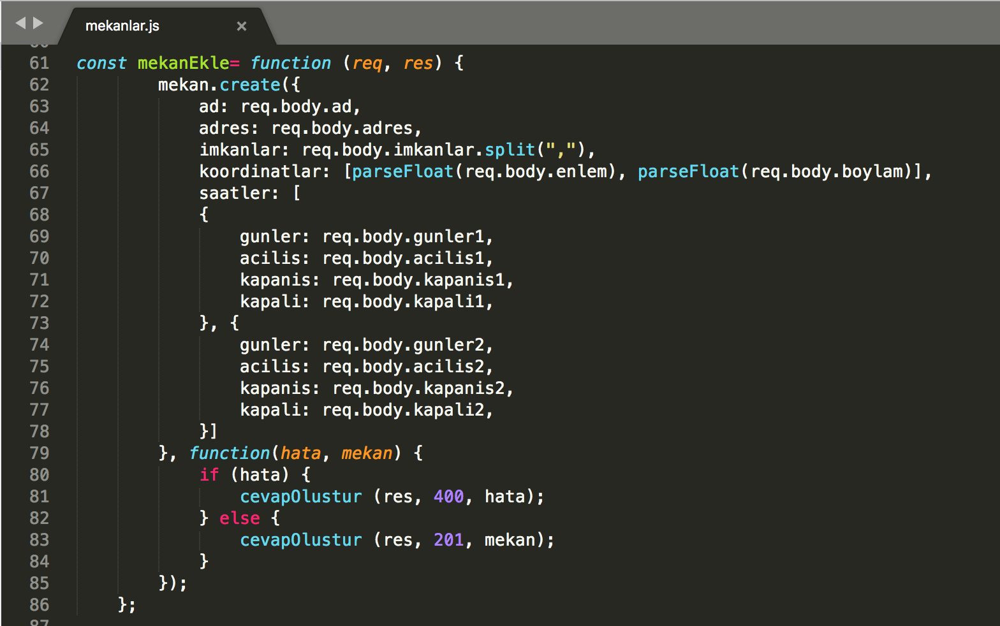 mekanlar.js ×
61 const mekanEkle= function (req, res) {
62 mekan.create({
63 ad: req.body.ad,
64 adres: req.body.adres,
65 imkanlar: req.body.imkanlar.split(","),
66 koordinatlar: [parseFloat(req.body.enlem), parseFloat(req.body.boylam)],
67 saatler: [
68 {
69 gunler: req.body.gunler1,
70 acilis: req.body.acilis1,
71 kapanis: req.body.kapanis1,
72 kapali: req.body.kapali1,
73 }, {
74 gunler: req.body.gunler2,
75 acilis: req.body.acilis2,
76 kapanis: req.body.kapanis2,
77 kapali: req.body.kapali2,
78 }]
79 }, function(hata, mekan) {
80 if (hata) {
81 cevapOlustur (res, 400, hata);
82 } else {
83 cevapOlustur (res, 201, mekan);
84 }
85 });
86 };
87